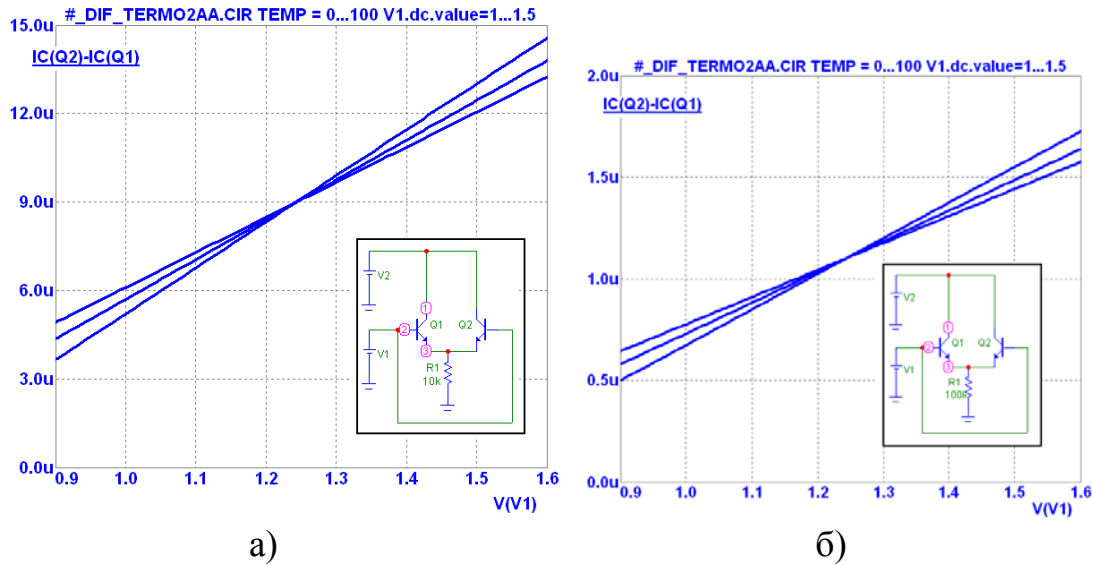 #_DIF_TERMO2AA.CIR TEMP = 0...100 V1.dc.value=1...1.5
15.0u
IC(Q2)-IC(Q1)
12.0u
9.0u
6.0u
3.0u
0.0u
0.9 1.0 1.1 1.2 1.3 1.4 1.5 1.6
V(V1)
V2
1
2
Q1
Q2
3
V1
R1
10k
а)
#_DIF_TERMO2AA.CIR TEMP = 0...100 V1.dc.value=1...1.5
2.0u
IC(Q2)-IC(Q1)
1.5u
1.0u
0.5u
0.0u
0.9 1.0 1.1 1.2 1.3 1.4 1.5 1.6
V(V1)
V2
1
2
Q1
Q2
3
V1
R1
100k
б)